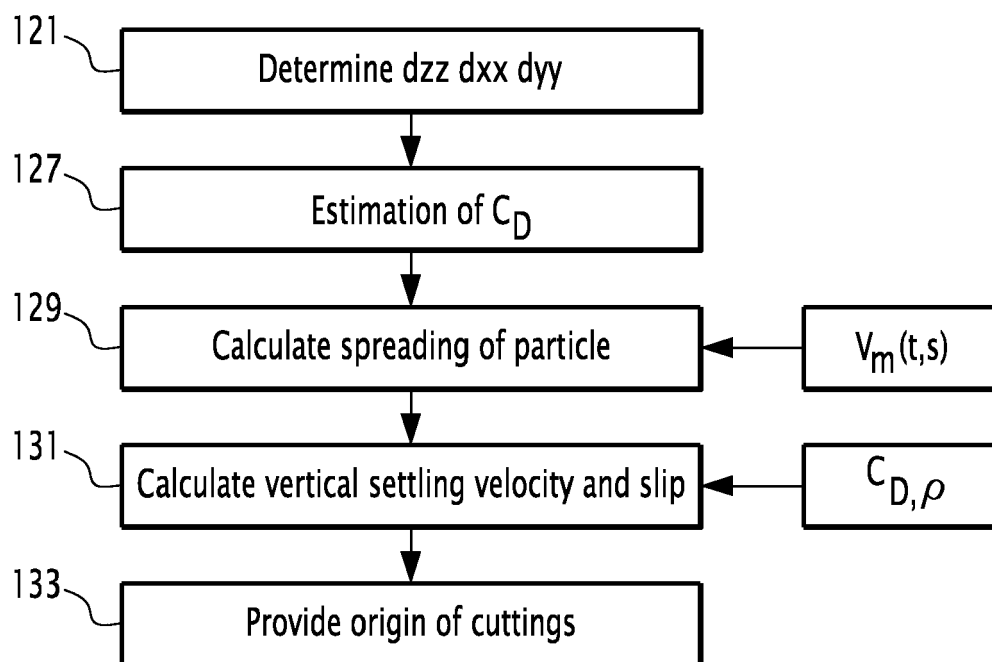 121
Determine dzz dxx dyy
127
Estimation of C_D
129
Calculate spreading of particle
V_m(t,s)
131
Calculate vertical settling velocity and slip
C_D, ρ
133
Provide origin of cuttings